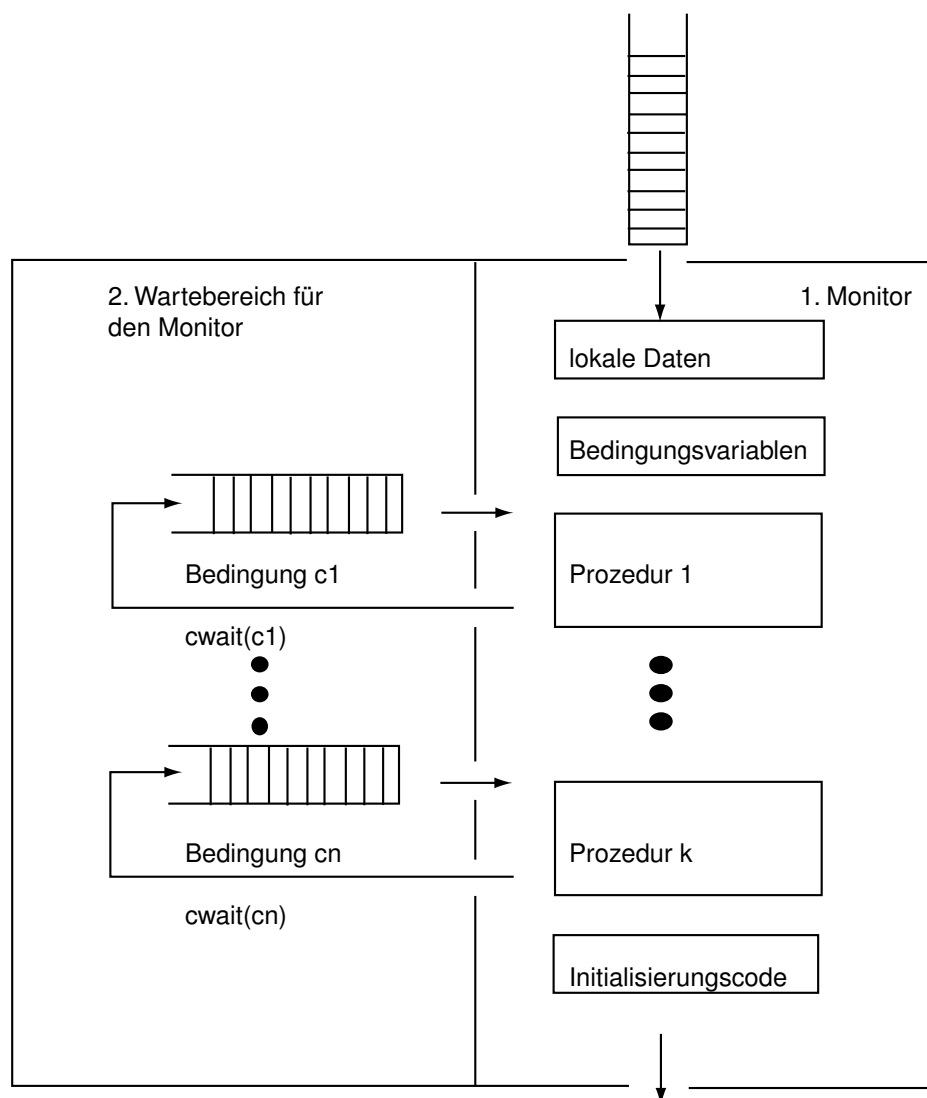 2. Wartebereich für
den Monitor
1. Monitor
lokale Daten
Bedingungsvariablen
Bedingung c1
Prozedur 1
cwait(c1)
Bedingung cn
Prozedur k
cwait(cn)
Initialisierungscode